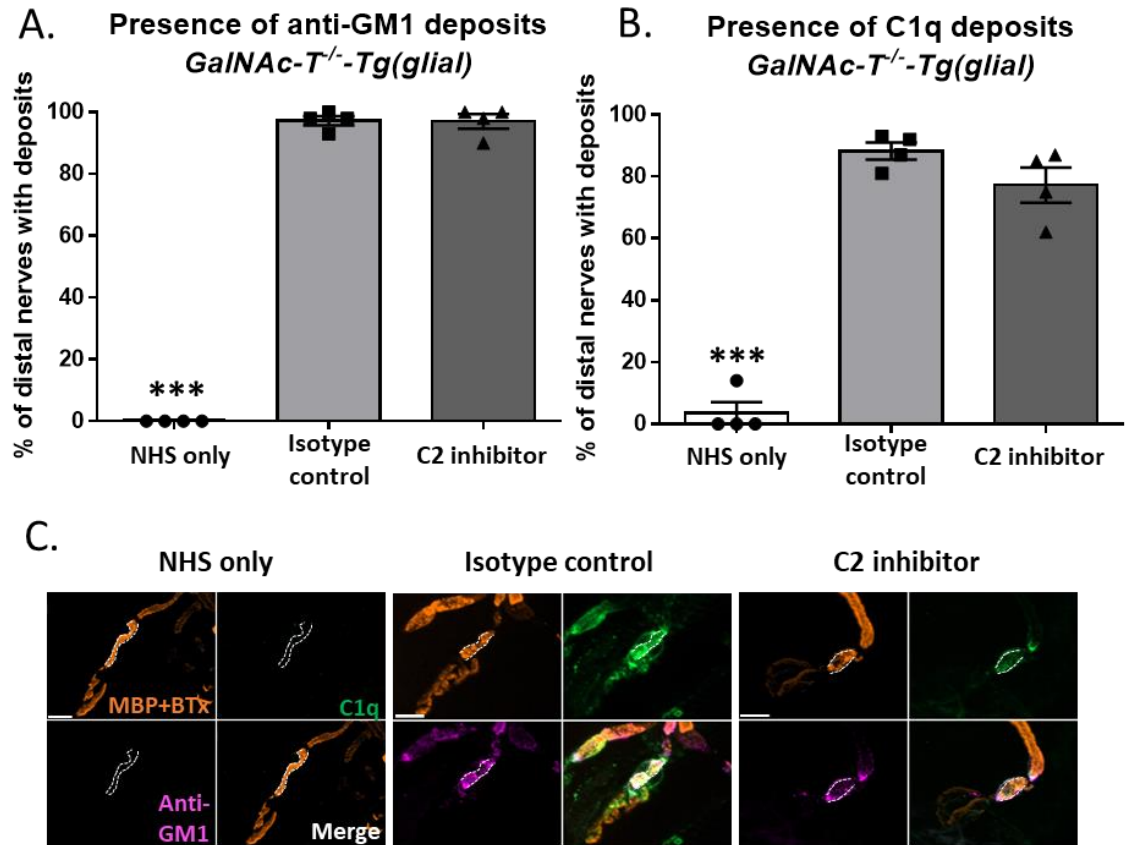 A.
Presence of anti-GM1 deposits
GalNAc-T-/--Tg(glial)
% of distal nerves with deposits
100
80
60
40
20
0
***
NHS only
Isotype
control
C2 inhibitor
B.
Presence of C1q deposits
GalNAc-T-/--Tg(glial)
% of distal nerves with deposits
100
80
60
40
20
0
***
NHS only
Isotype
control
C2 inhibitor
C.
NHS only
Isotype control
C2 inhibitor
MBP+BTx
C1q
Anti-
GM1
Merge